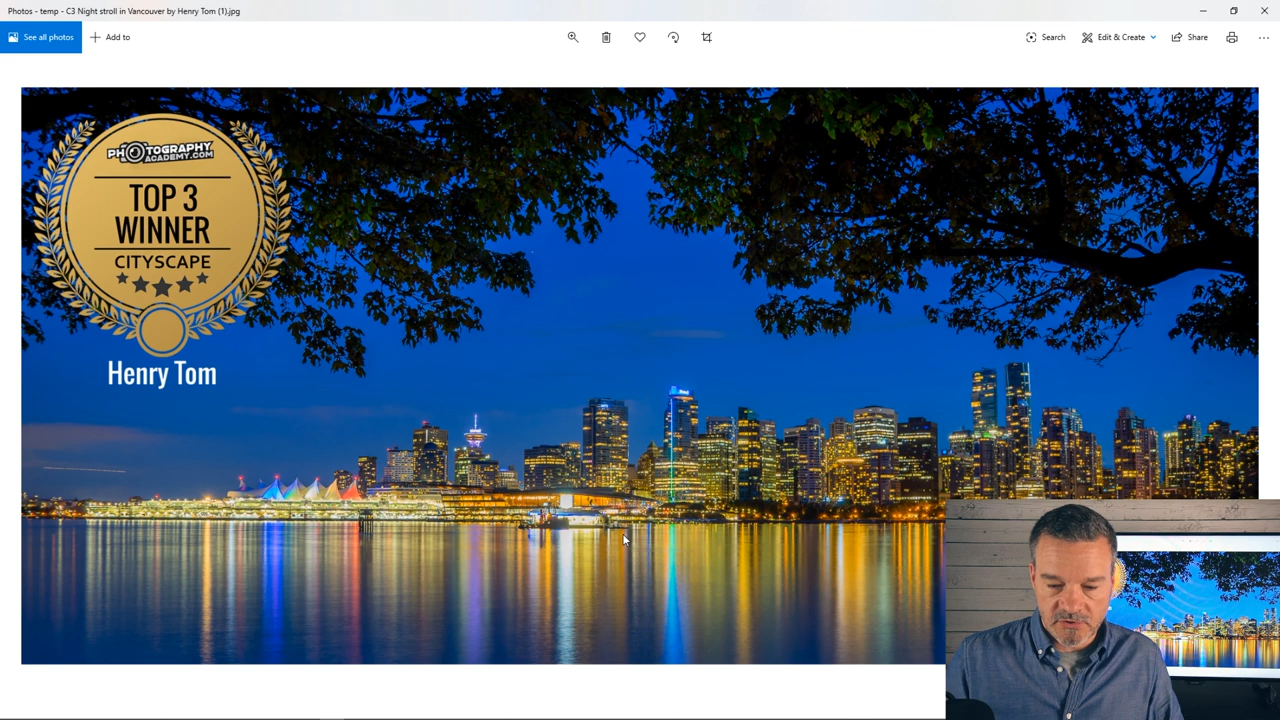 Photos - temp - C3 Night stroll in Vancouver by Henry Tom (1).jpg
See all photos
Add to
Search
Edit & Create
Share
PHOTOGRAPHY
ACADEMY.COM
TOP 3
WINNER
CITYSCAPE
Henry Tom